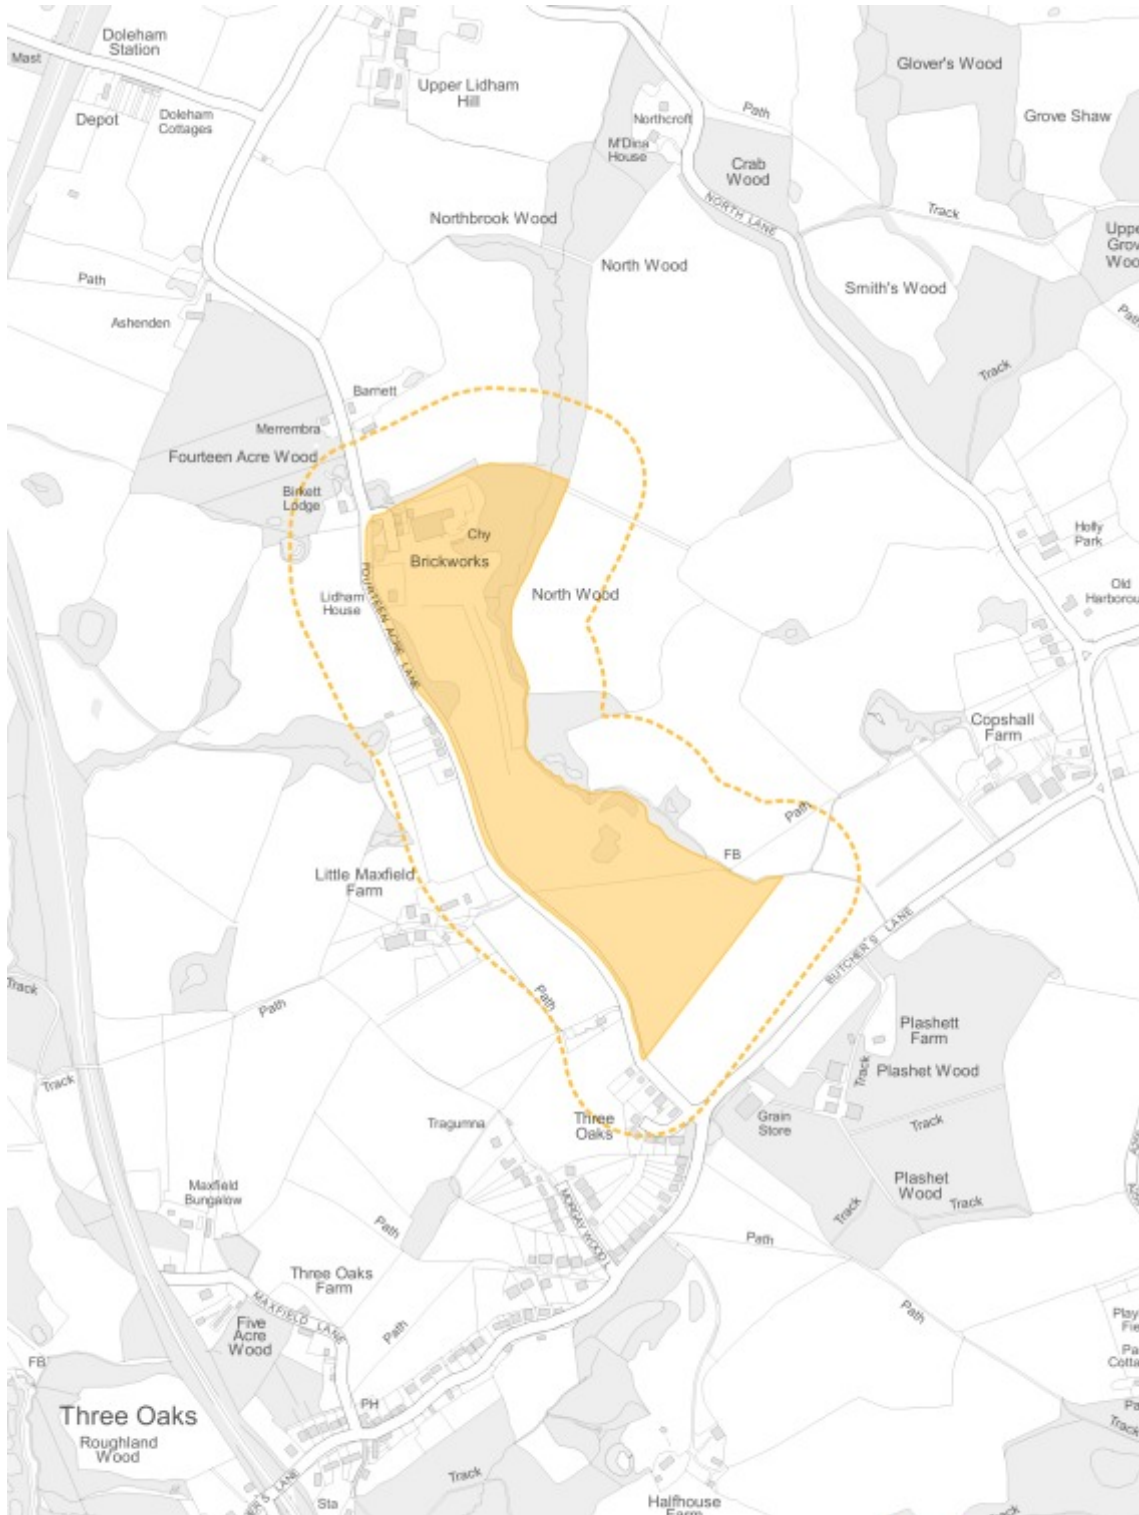 Doleham
Station
Mast
Depot
Doleham
Cottages
Upper Lidham
Hill
Northcroft
M'Dica
House
Path
Glover's Wood
Grove Shaw
Crab
Wood
NORTH LANE
Track
Northbrook Wood
North Wood
Smith's Wood
Path
Ashenden
Track
Barnett
Merrembra
Fourteen Acre Wood
Birkett
Lodge
Chy
Brickworks
Lidham
House
FOURTEEN ACRE LANE
North Wood
Holly
Park
Old
Copshall
Farm
Path
FB
Little Maxfield
Farm
BUTCHER'S LANE
Track
Path
Path
Plashett
Farm
Plashet Wood
Track
Track
Grain
Store
Three
Oaks
Tragumna
Track
Plashet
Wood
Track
Track
Maxfield
Bungalow
Path
MORGAY WOOD L
Path
Three Oaks
Farm
MAXFIELD LANE
Path
Path
Five
Acre
Wood
FB
PH
Three Oaks
Roughland
Wood
Track
Track
Sta
Halfhouse